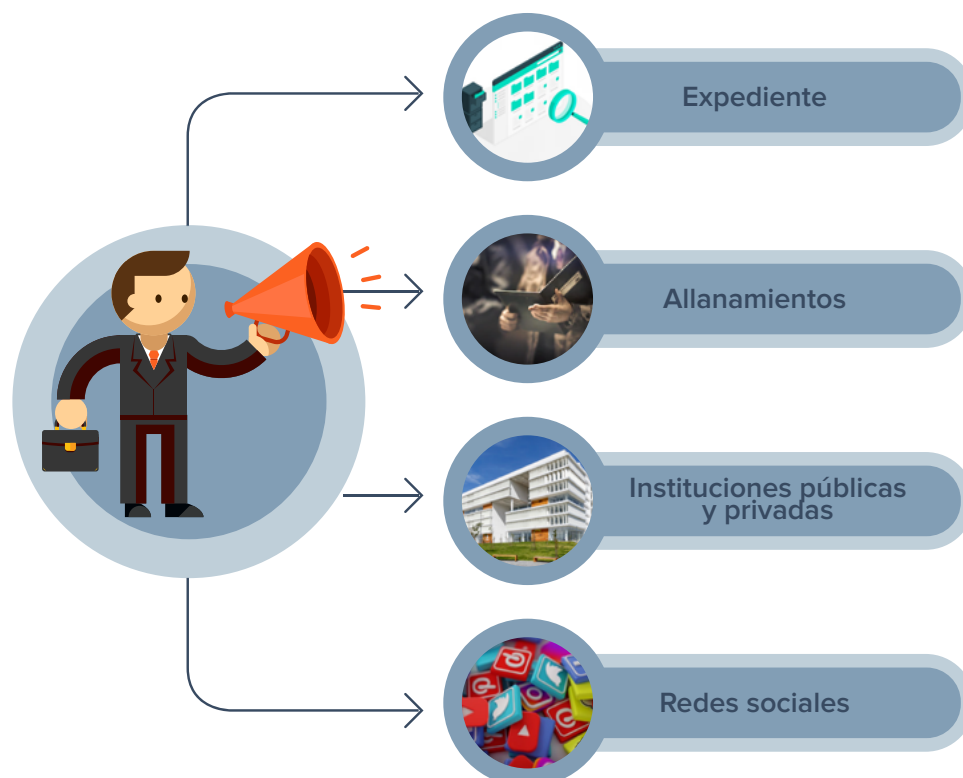 Expediente
Allanamientos
Instituciones públicas
y privadas
Redes sociales